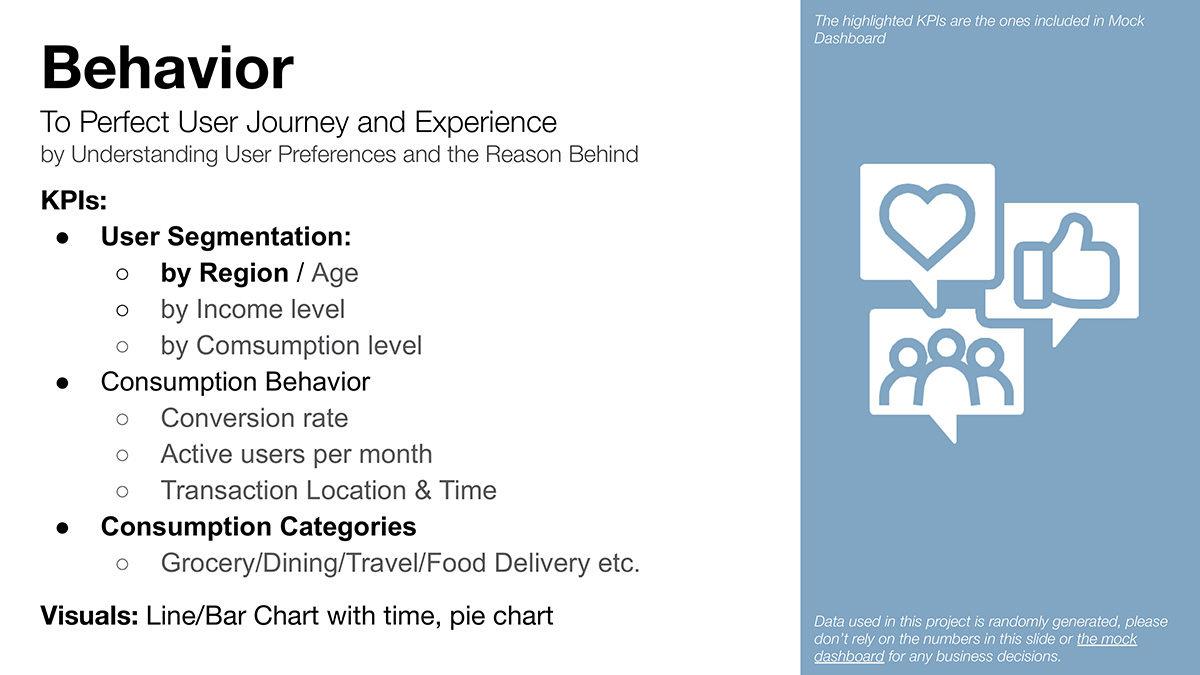 Behavior
To Perfect User Journey and Experience
by Understanding User Preferences and the Reason Behind
KPIs:
● User Segmentation:
○ by Region / Age
○ by Income level
○ by Comsumption level
● Consumption Behavior
○ Conversion rate
○ Active users per month
○ Transaction Location & Time
● Consumption Categories
○ Grocery/Dining/Travel/Food Delivery etc.
Visuals: Line/Bar Chart with time, pie chart
The highlighted KPIs are the ones included in Mock
Dashboard
Data used in this project is randomly generated, please
don’t rely on the numbers in this slide or the mock
dashboard for any business decisions.